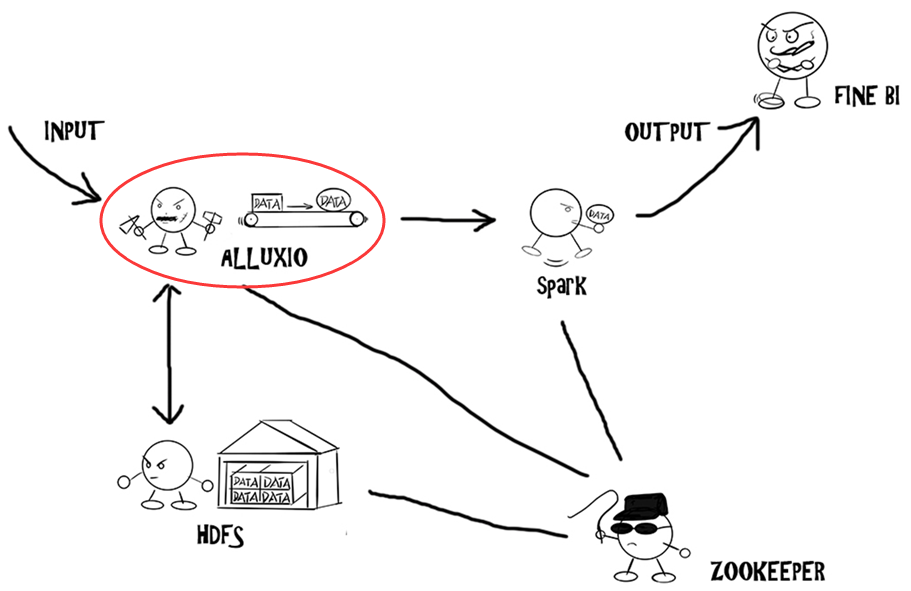 FINE BI
INPUT
OUTPUT
DATA
DATA
DATA
ALLUXIO
Spark
DATA DATA
DATA DATA
HDFS
ZOOKEEPER